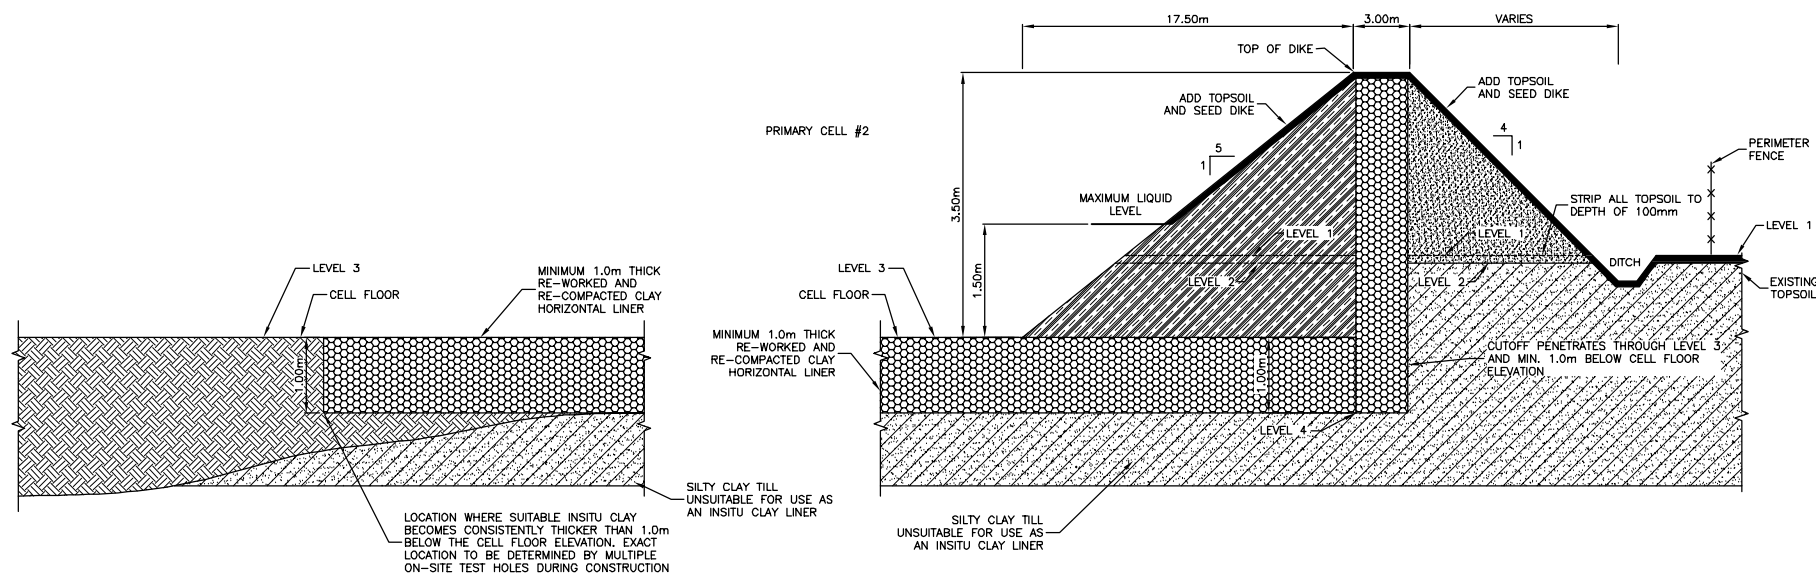 17.50m
3.00m
VARIES
TOP OF DIKE
ADD TOPSOIL
AND SEED DIKE
ADD TOPSOIL
AND SEED DIKE
PRIMARY CELL #2
5
1
4
1
PERIMETER
FENCE
3.50m
MAXIMUM LIQUID
LEVEL
STRIP ALL TOPSOIL TO
DEPTH OF 100mm
LEVEL 1
LEVEL 1
LEVEL 1
LEVEL 3
CELL FLOOR
MINIMUM 1.0m THICK
RE-WORKED AND
RE-COMPACTED CLAY
HORIZONTAL LINER
LEVEL 3
CELL FLOOR
1.50m
LEVEL 2
LEVEL 2
DITCH
EXISTING
TOPSOIL
MINIMUM 1.0m THICK
RE-WORKED AND
RE-COMPACTED CLAY
HORIZONTAL LINER
1.00m
1.00m
CUTOFF PENETRATES THROUGH LEVEL 3
AND MIN. 1.0m BELOW CELL FLOOR
ELEVATION
LEVEL 4
SILTY CLAY TILL
UNSUITABLE FOR USE AS
AN INSITU CLAY LINER
LOCATION WHERE SUITABLE INSITU CLAY
BECOMES CONSISTENTLY THICKER THAN 1.0m
BELOW THE CELL FLOOR ELEVATION. EXACT
LOCATION TO BE DETERMINED BY MULTIPLE
ON-SITE TEST HOLES DURING CONSTRUCTION
SILTY CLAY TILL
UNSUITABLE FOR USE AS
AN INSITU CLAY LINER